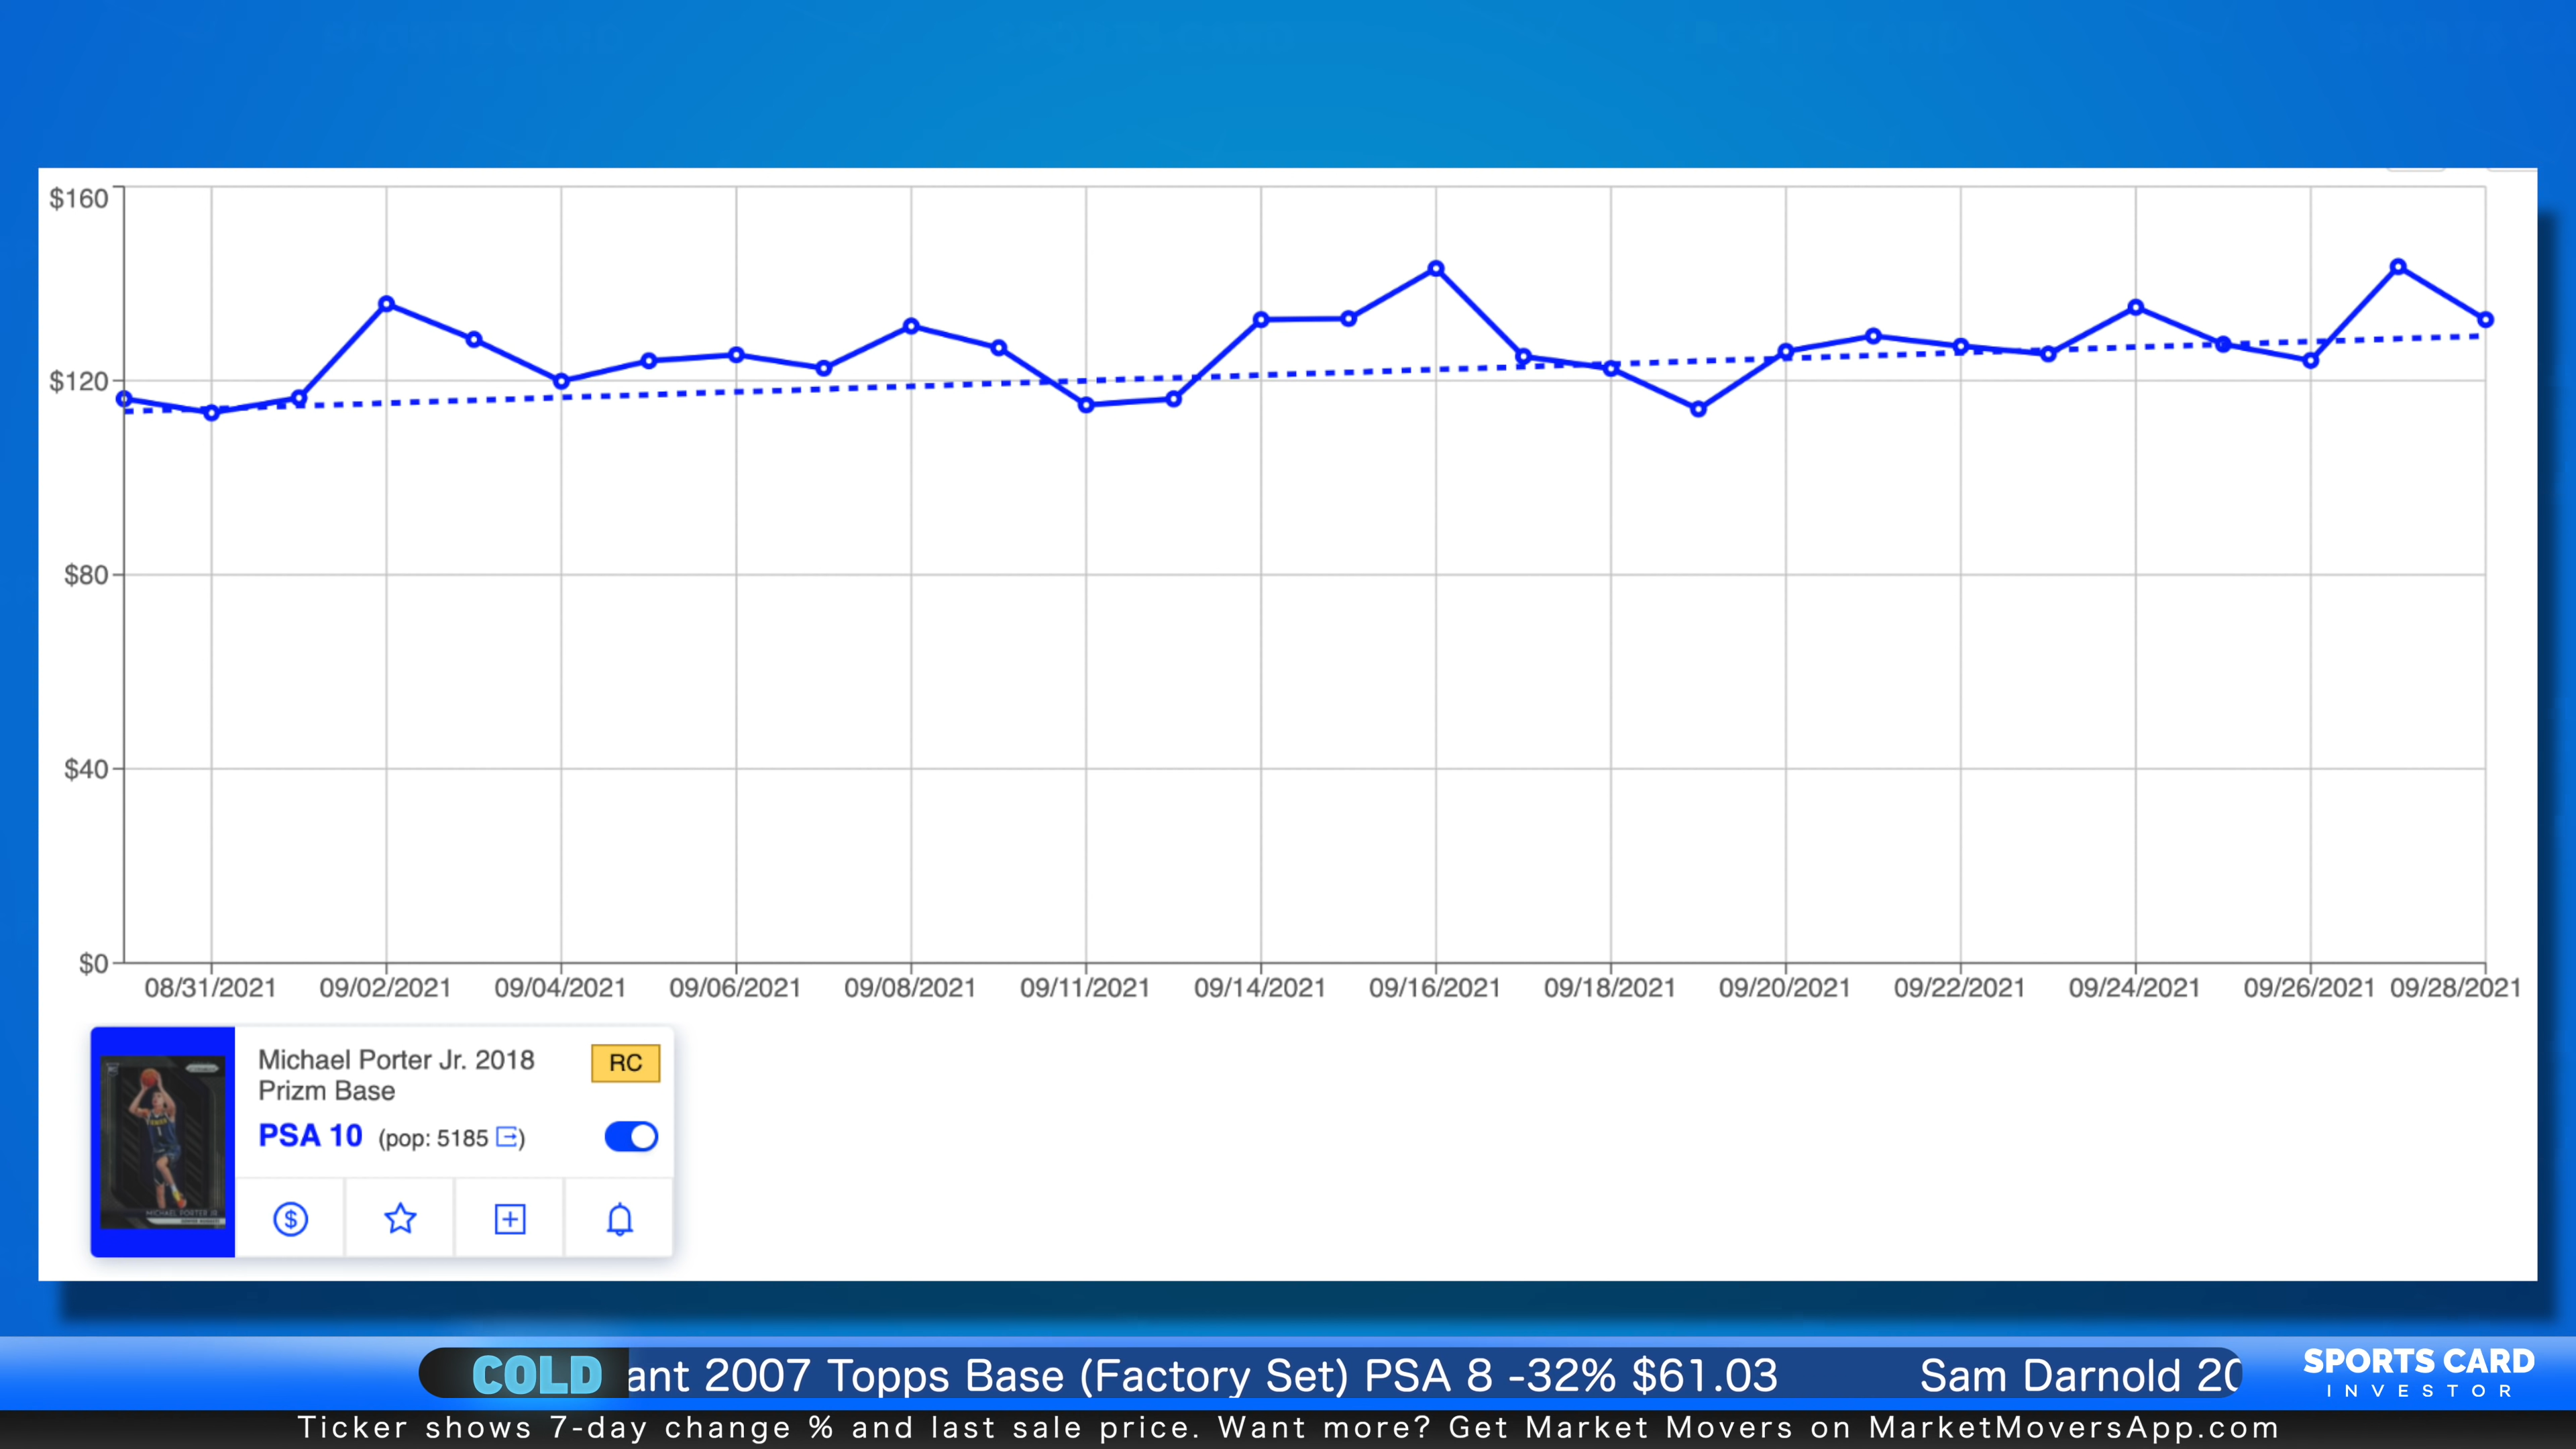 $160
$120
$80
$40
$0
08/31/2021 09/02/2021 09/04/2021 09/06/2021 09/08/2021 09/11/2021 09/14/2021 09/16/2021 09/18/2021 09/20/2021 09/22/2021 09/24/2021 09/26/2021 09/28/2021
Michael Porter Jr. 2018
Prizm Base
RC
PSA 10 (pop: 5185)
MICHAEL PORTER JR
COLD ant 2007 Topps Base (Factory Set) PSA 8 -32% $61.03 Sam Darnold 20
SPORTS CARD
INVESTOR
Ticker shows 7-day change % and last sale price. Want more? Get Market Movers on MarketMoversApp.com